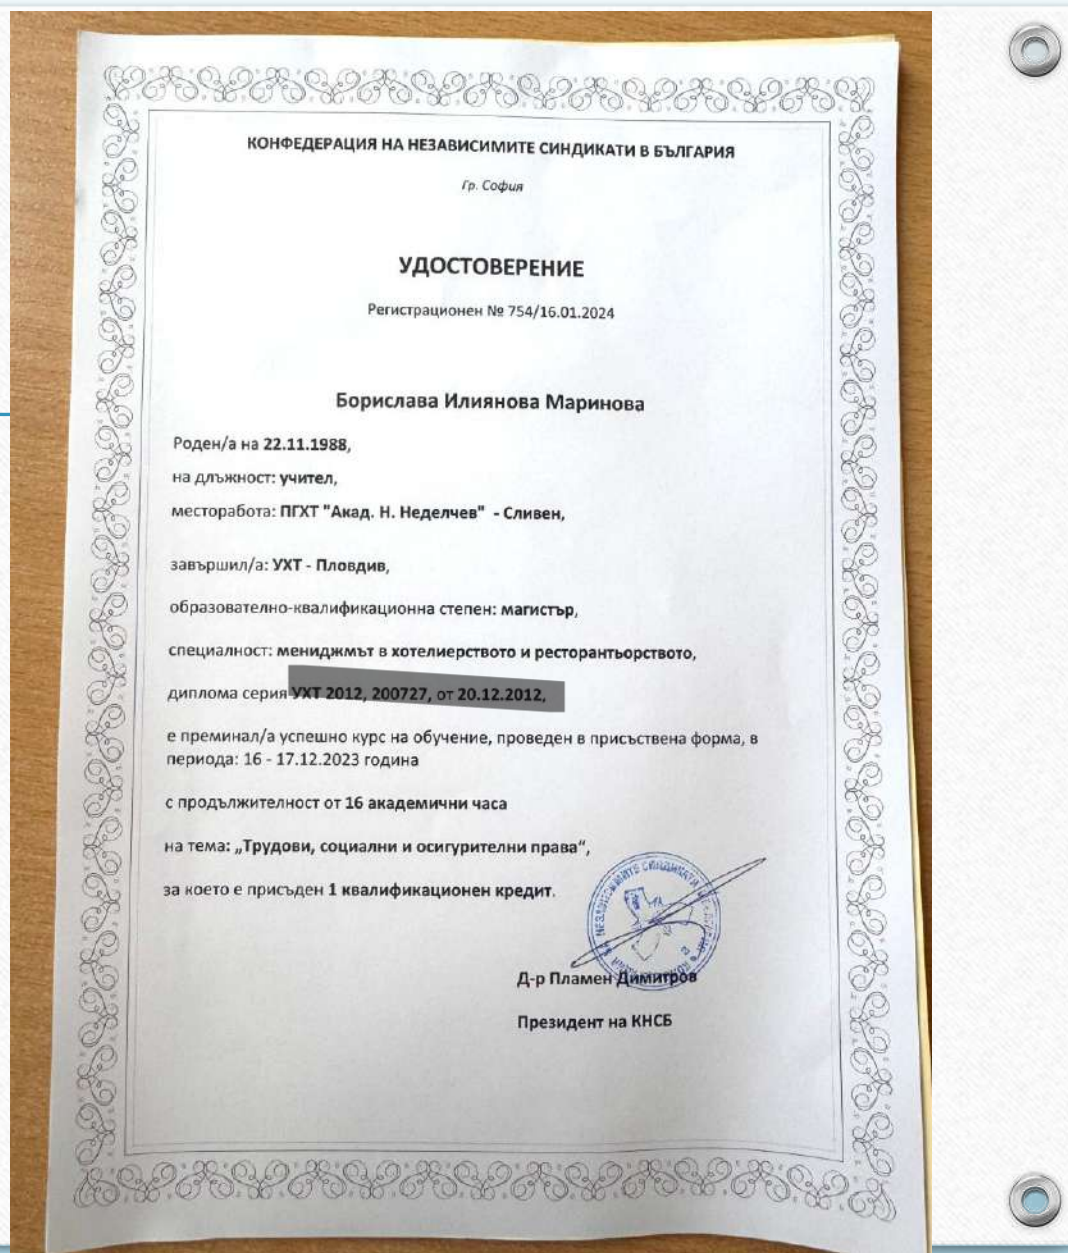 КОНФЕДЕРАЦИЯ НА НЕЗАВИСИМИТЕ СИНДИКАТИ В БЪЛГАРИЯ
Гр. София
УДОСТОВЕРЕНИЕ
Регистрационен № 754/16.01.2024
Борислава Илиянова Маринова
Роден/а на 22.11.1988,
на длъжност: учител,
месторабота: ПГХТ "Акад. Н. Неделчев" - Сливен,
завършил/а: УХТ - Пловдив,
образователно-квалификационна степен: магистър,
специалност: мениджмът в хотелиерството и ресторантьорството,
диплома серия УХТ 2012, 200727, от 20.12.2012,
е преминал/а успешно курс на обучение, проведен в присъствена форма, в
периода: 16 - 17.12.2023 година
с продължителност от 16 академични часа
на тема: „Трудови, социални и осигурителни права“,
за което е присъден 1 квалификационен кредит.
НЕЗАВИСИМИТЕ СИНДИКАТИ
Д-р Пламен Димитров
Президент на КНСБ